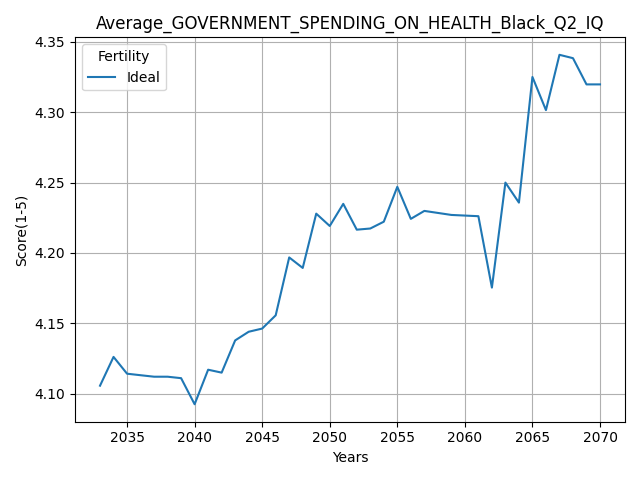 Average_GOVERNMENT_SPENDING_ON_HEALTH_Black_Q2_IQ
Fertility
Ideal
4.35
4.30
4.25
4.20
4.15
4.10
Score(1-5)
2035 2040 2045 2050 2055 2060 2065 2070
Years